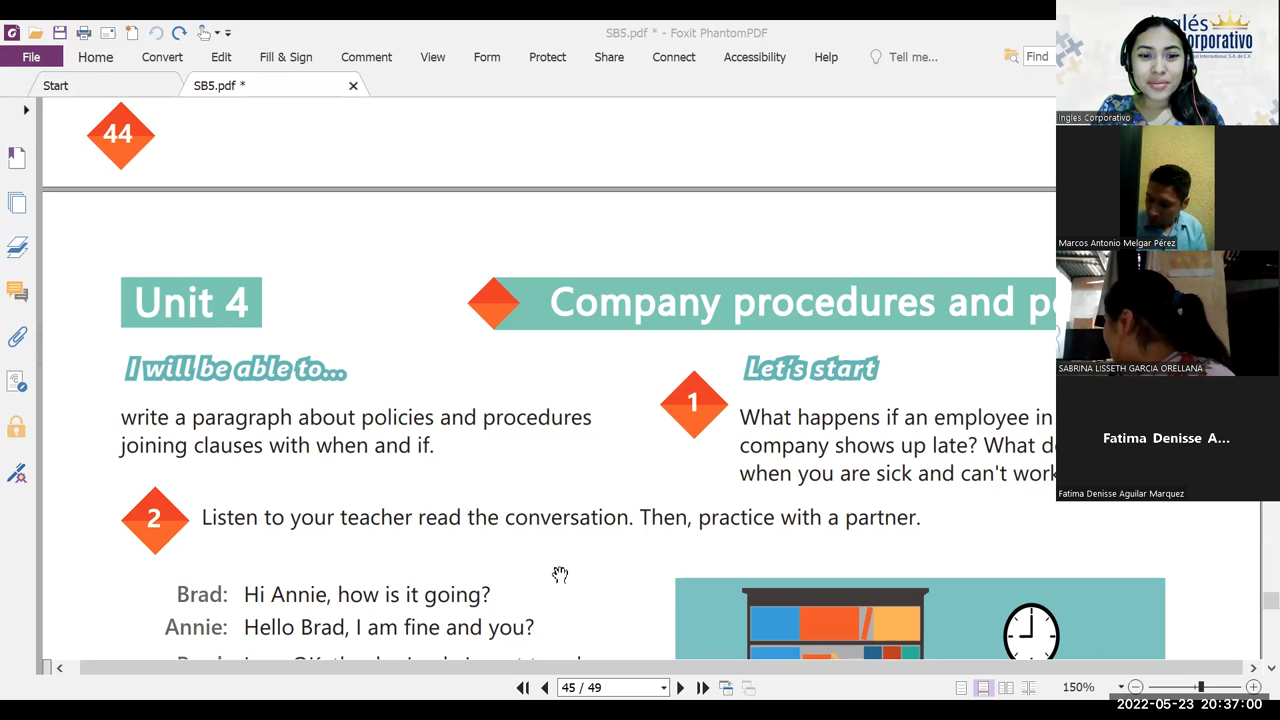 SB5.pdf * - Foxit PhantomPDF
File Home Convert Edit Fill & Sign Comment View Form Protect Share Connect Accessibility Help Tell me... Find
Start SB5.pdf *
44
Unit 4 Company procedures and
I will be able to... Let's start
write a paragraph about policies and procedures
joining clauses with when and if.
1 What happens if an employee in
company shows up late? What
when you are sick and can't work
2 Listen to your teacher read the conversation. Then, practice with a partner.
Brad: Hi Annie, how is it going?
Annie: Hello Brad, I am fine and you?
45 / 49
150%
Inglés
Corporativo
Ingles Corporativo
Marcos Antonio Melgar Pérez
SABRINA LISSETH GARCIA ORELLANA
Fatima Denisse A...
Fatima Denisse Aguilar Marquez
2022-05-23 20:37:00